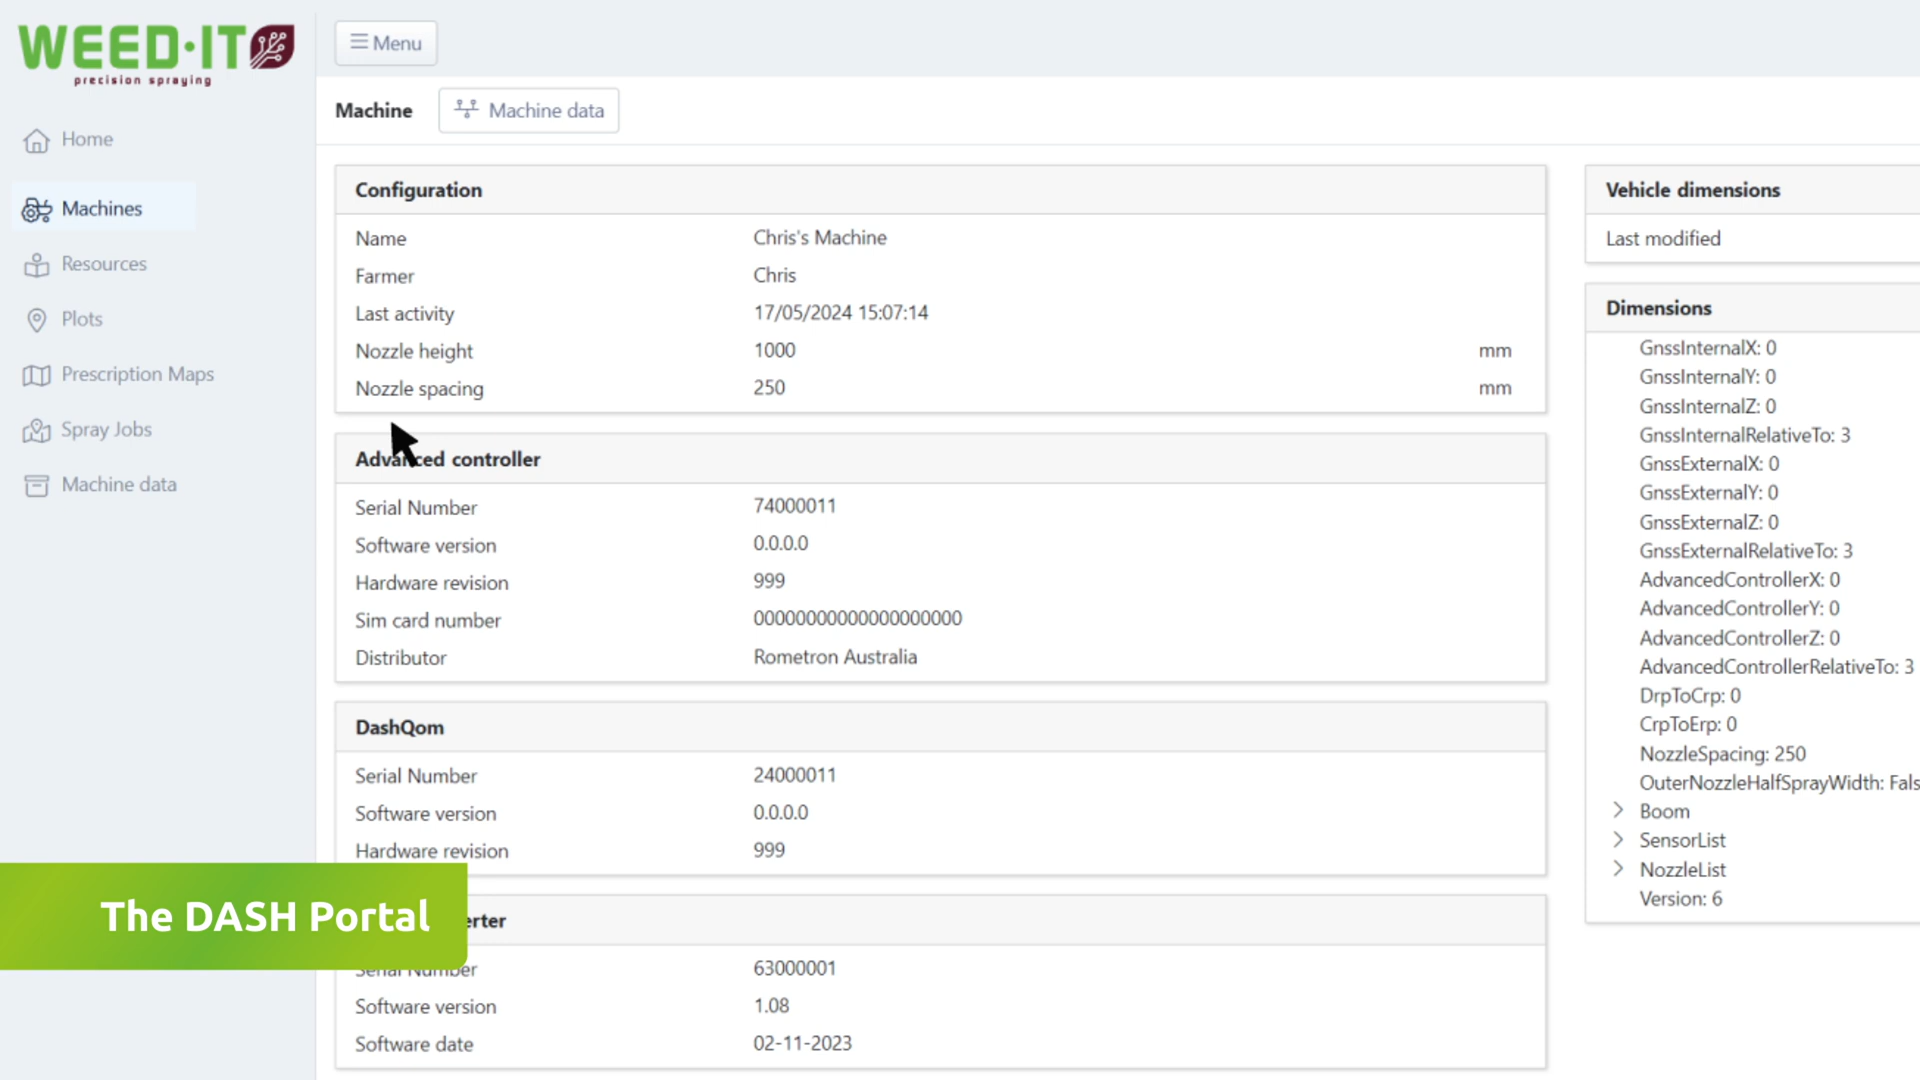 WEED·IT
precision spraying
Home
Machines
Resources
Plots
Prescription Maps
Spray Jobs
Machine data
Menu
Machine
Machine data
Configuration
Name Chris's Machine
Farmer Chris
Last activity 17/05/2024 15:07:14
Nozzle height 1000 mm
Nozzle spacing 250 mm
Advanced controller
Serial Number 74000011
Software version 0.0.0.0
Hardware revision 999
Sim card number 00000000000000000000
Distributor Rometron Australia
DashQom
Serial Number 24000011
Software version 0.0.0.0
Hardware revision 999
erter
Serial Number 63000001
Software version 1.08
Software date 02-11-2023
Vehicle dimensions
Last modified
Dimensions
GnssInternalX: 0
GnssInternalY: 0
GnssInternalZ: 0
GnssInternalRelativeTo: 3
GnssExternalX: 0
GnssExternalY: 0
GnssExternalZ: 0
GnssExternalRelativeTo: 3
AdvancedControllerX: 0
AdvancedControllerY: 0
AdvancedControllerZ: 0
AdvancedControllerRelativeTo: 3
DrpToCrp: 0
CrpToErp: 0
NozzleSpacing: 250
OuterNozzleHalfSprayWidth: Fals
Boom
SensorList
NozzleList
Version: 6
The DASH Portal